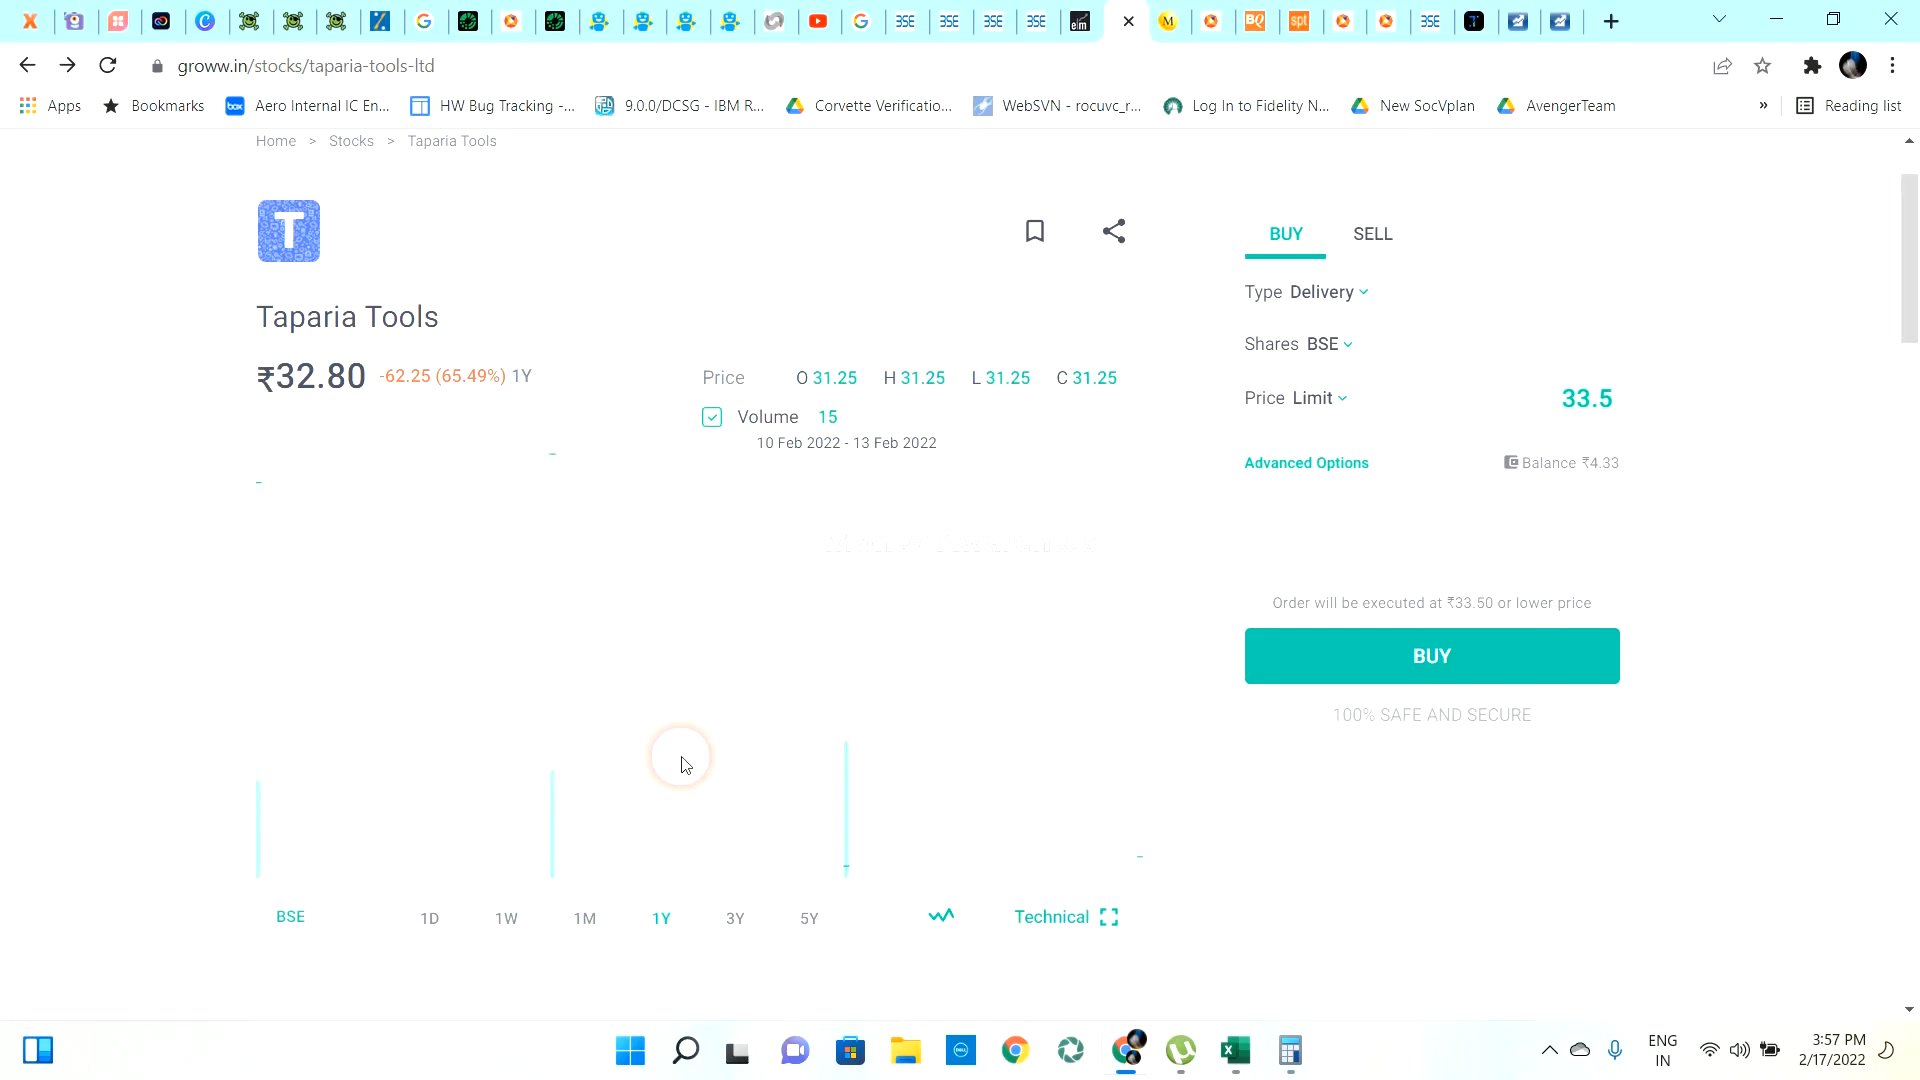 groww.in/stocks/taparia-tools-ltd
Apps Bookmarks Aero Internal IC En... HW Bug Tracking -... 9.0.0/DCSG - IBM R... Corvette Verificatio... WebSVN - rocuvc_r... Log In to Fidelity N... New SocVplan AvengerTeam » Reading list
Home > Stocks > Taparia Tools
T
BUY SELL
Type Delivery
Taparia Tools
Shares BSE
₹32.80 -62.25 (65.49%) 1Y
Price O 31.25 H 31.25 L 31.25 C 31.25
Price Limit 33.5
Volume 15
10 Feb 2022 - 13 Feb 2022
Advanced Options Balance ₹4.33
Order will be executed at ₹33.50 or lower price
BUY
100% SAFE AND SECURE
BSE 1D 1W 1M 1Y 3Y 5Y Technical
ENG
IN
3:57 PM
2/17/2022